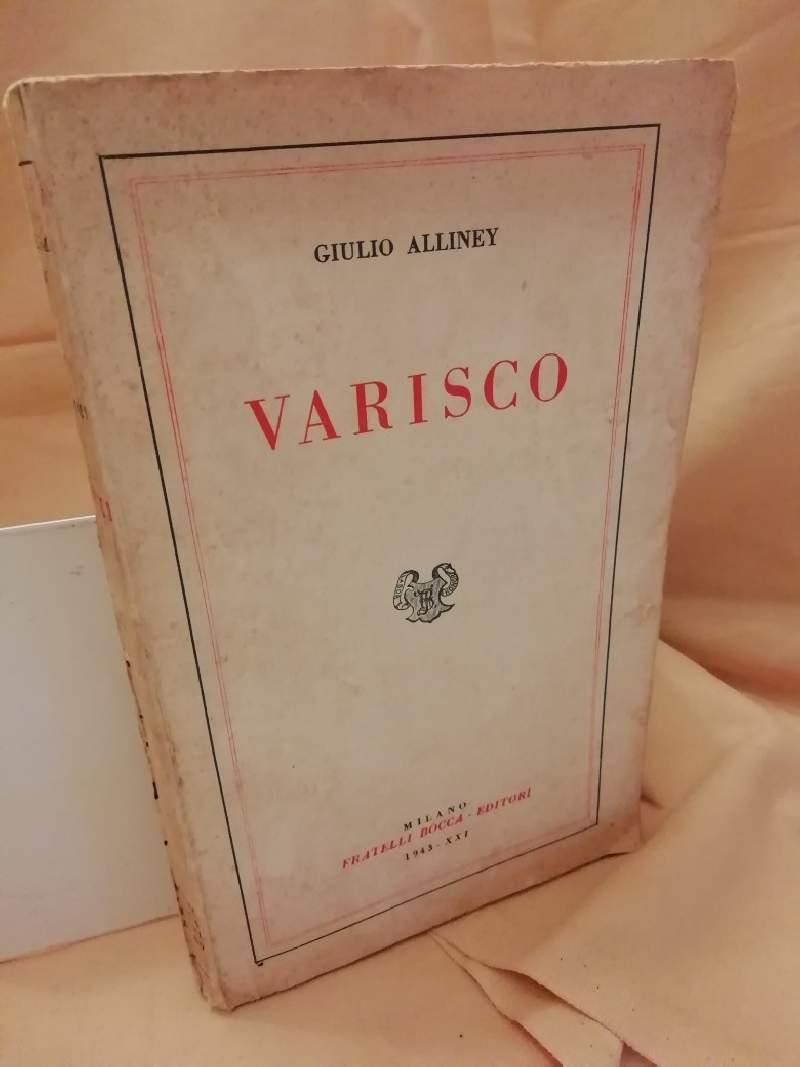 GIULIO ALLINEY
VARISCO
MILANO
FRATELLI BOCCA - EDITORI
1943 - XXI